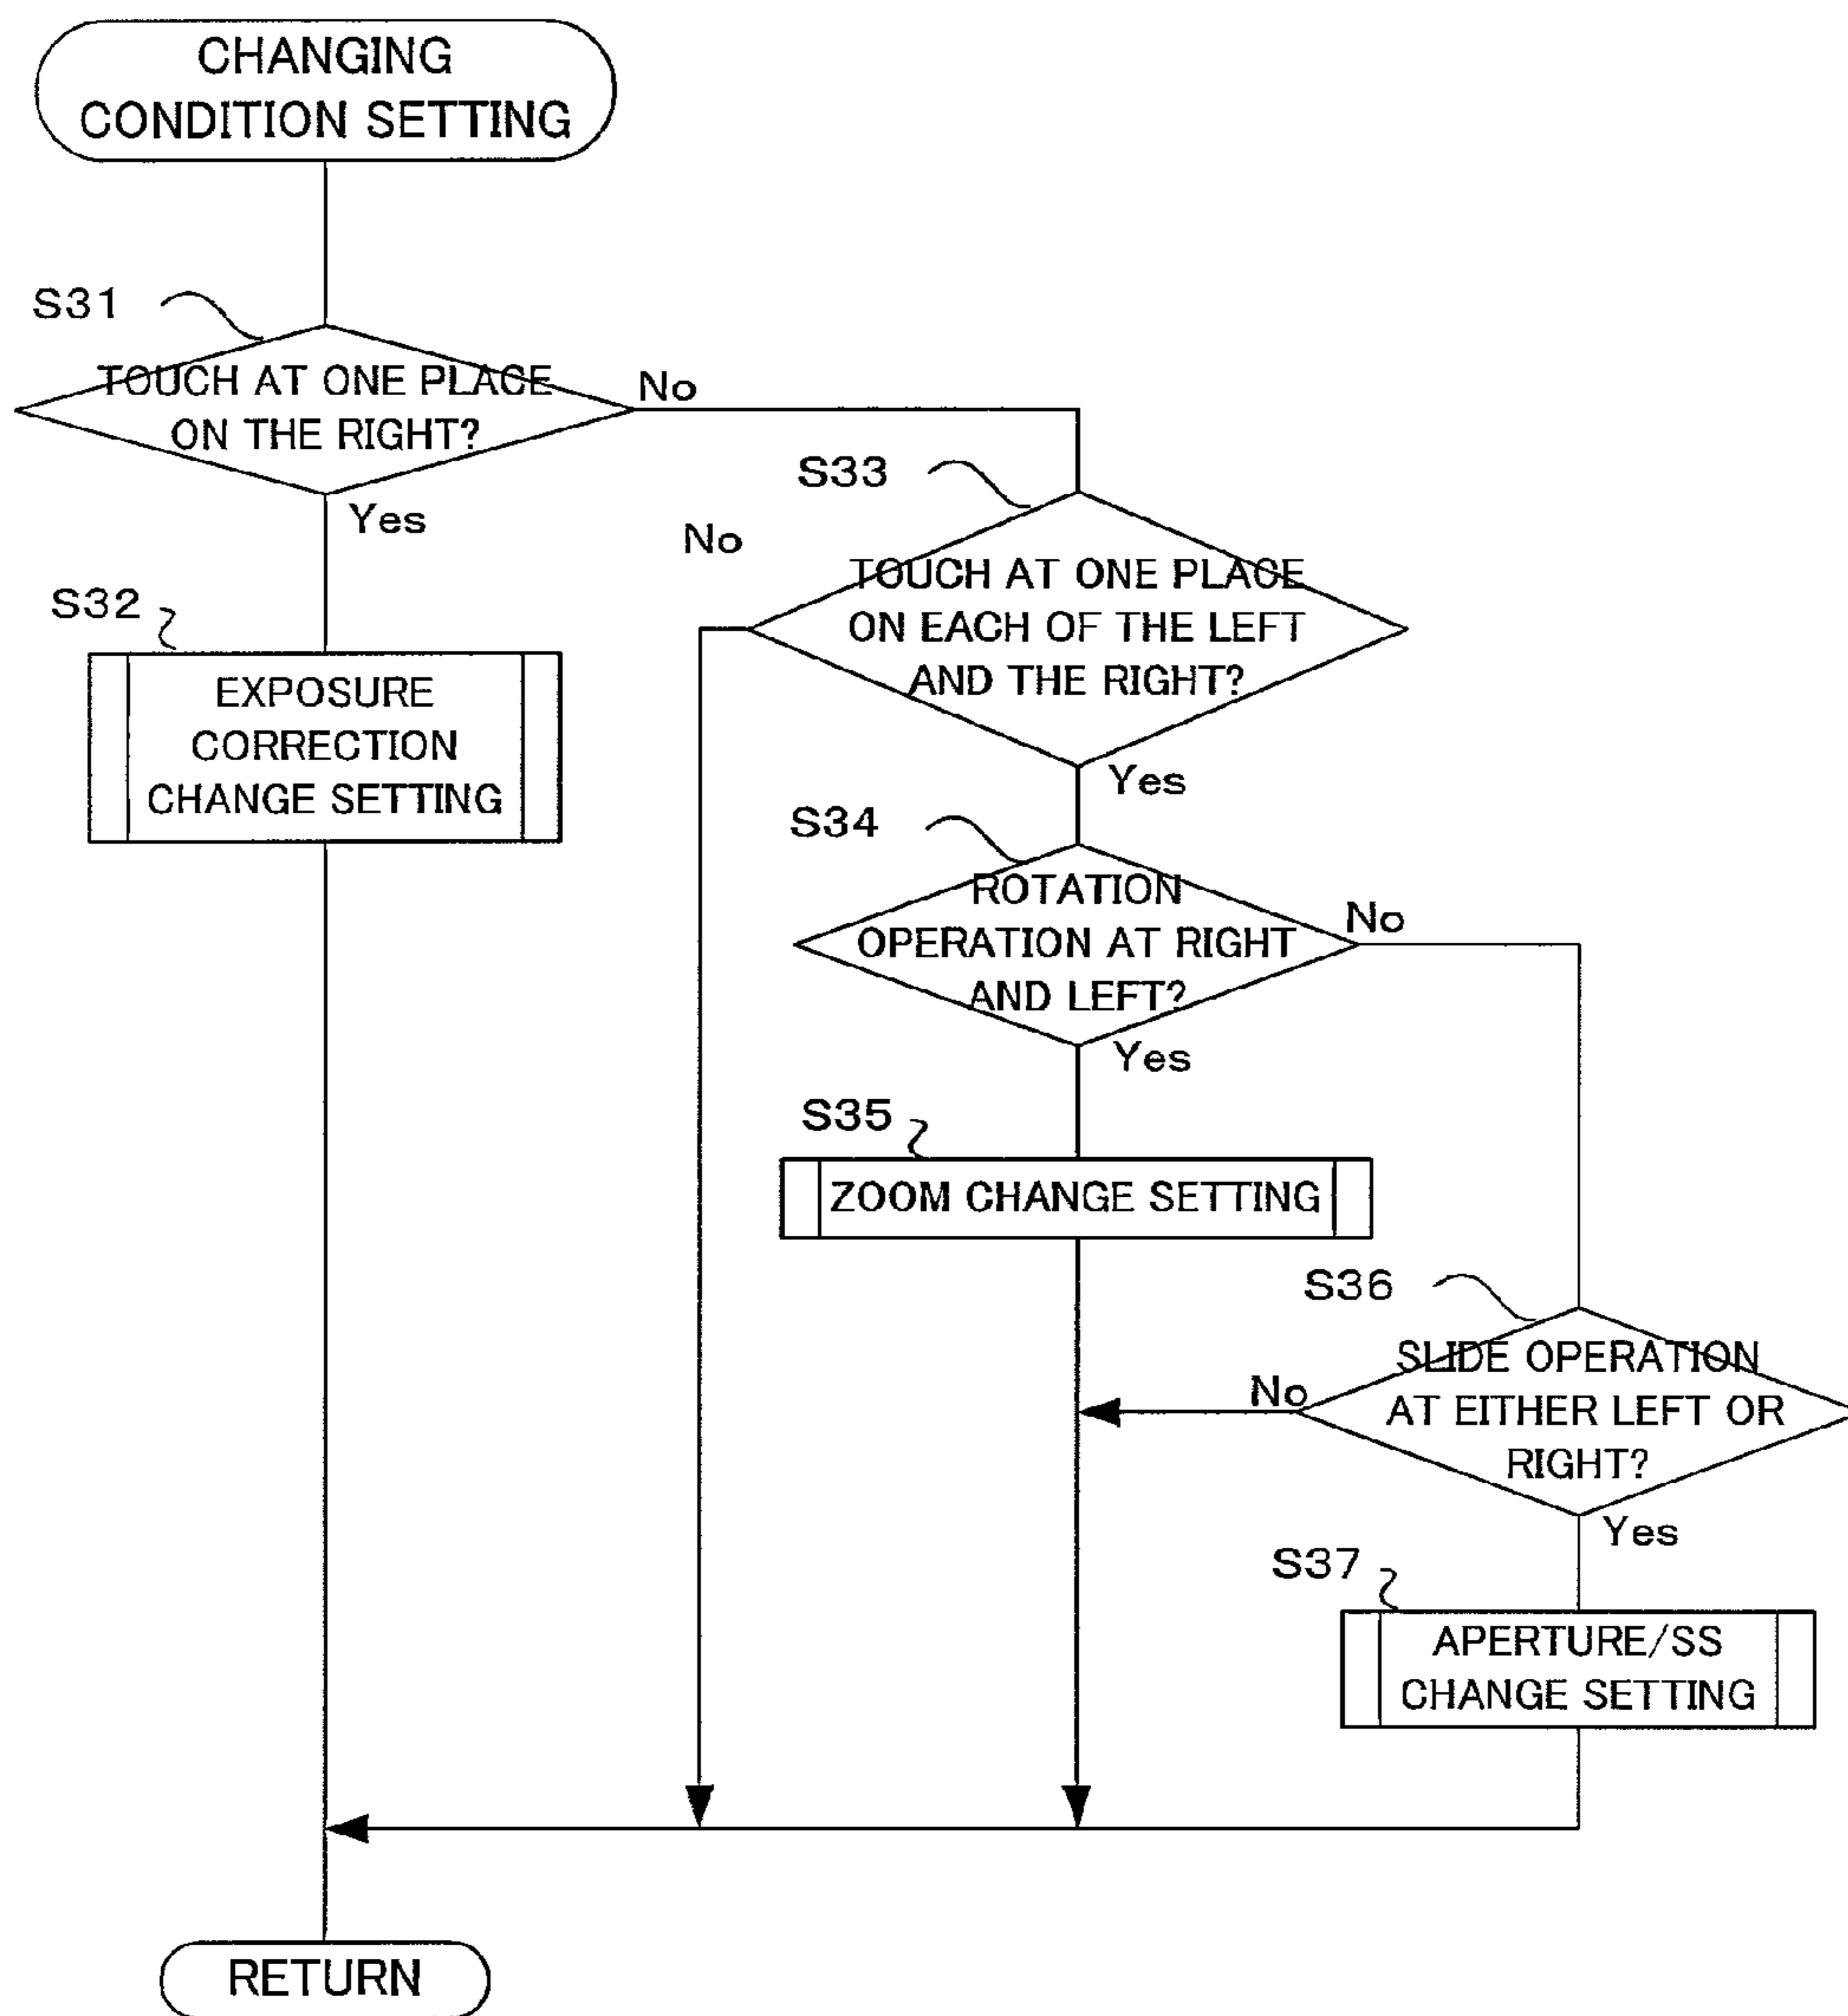 CHANGING
CONDITION SETTING
S31
TOUCH AT ONE PLACE
ON THE RIGHT?
No
Yes
S33
No
TOUCH AT ONE PLACE
ON EACH OF THE LEFT
AND THE RIGHT?
Yes
S32
EXPOSURE
CORRECTION
CHANGE SETTING
S34
ROTATION
OPERATION AT RIGHT
AND LEFT?
No
Yes
S35
ZOOM CHANGE SETTING
S36
SLIDE OPERATION
AT EITHER LEFT OR
RIGHT?
No
Yes
S37
APERTURE/SS
CHANGE SETTING
RETURN